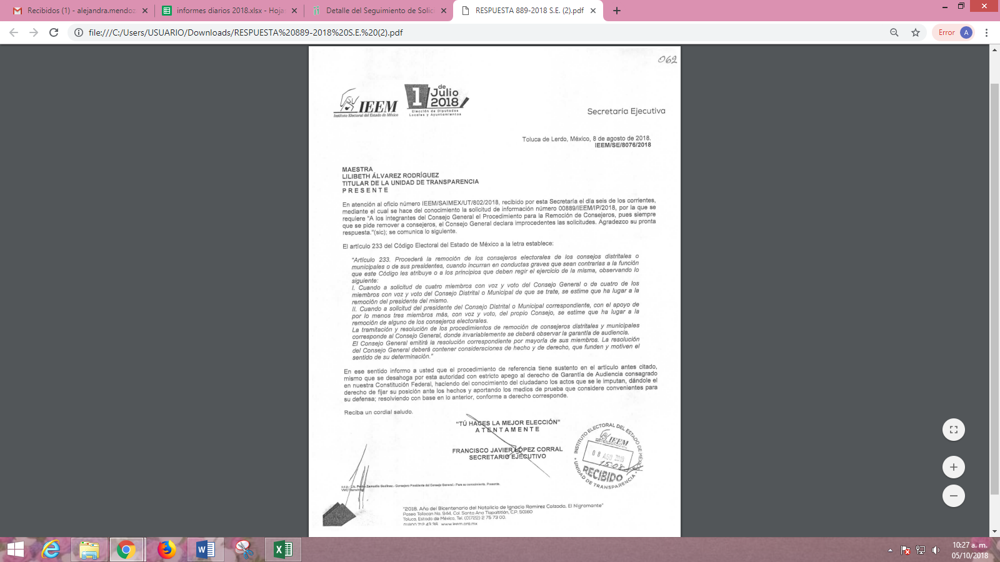 Recibidos (1) - alejandra.mendoz
informes diarios 2018.xlsx - Hoja
Detalle del Seguimiento de Solic
RESPUESTA 889-2018 S.E. (2).pdf
file:///C:/Users/USUARIO/Downloads/RESPUESTA%20889-2018%20S.E.%20(2).pdf
Error A
062
IEEM
Instituto Electoral del Estado de México
1 de Julio 2018
Elección de Diputados
Locales y Ayuntamientos
Secretaría Ejecutiva
Toluca de Lerdo, México, 8 de agosto de 2018.
IEEM/SE/8076/2018
MAESTRA
LILIBETH ÁLVAREZ RODRÍGUEZ
TITULAR DE LA UNIDAD DE TRANSPARENCIA
P R E S E N T E
En atención al oficio número IEEM/SAIMEX/UT/802/2018, recibido por esta Secretaría el día seis de los corrientes,
mediante el cual se hace del conocimiento la solicitud de información número 00889/IEEM/IP/2018, por la que se
requiere "A los integrantes del Consejo General el Procedimiento para la Remoción de Consejeros, pues siempre
que se pide remover a consejeros, el Consejo General declara improcedentes las solicitudes. Agradezco su pronta
respuesta."(sic); se comunica lo siguiente.
El artículo 233 del Código Electoral del Estado de México a la letra establece:
"Artículo 233. Procederá la remoción de los consejeros electorales de los consejos distritales o
municipales o de sus presidentes, cuando incurran en conductas graves que sean contrarias a la función
que este Código les atribuye o a los principios que deben regir el ejercicio de la misma, observando lo
siguiente:
I. Cuando a solicitud de cuatro miembros con voz y voto del Consejo General o de cuatro de los
miembros con voz y voto del Consejo Distrital o Municipal de que se trate, se estime que ha lugar a la
remoción del presidente del mismo.
II. Cuando a solicitud del presidente del Consejo Distrital o Municipal correspondiente, con el apoyo de
por lo menos tres miembros más, con voz y voto, del propio Consejo, se estime que ha lugar a la
remoción de alguno de los consejeros electorales.
La tramitación y resolución de los procedimientos de remoción de consejeros distritales y municipales
corresponde al Consejo General, donde invariablemente se deberá observar la garantía de audiencia.
El Consejo General emitirá la resolución correspondiente por mayoría de sus miembros. La resolución
del Consejo General deberá contener consideraciones de hecho y de derecho, que funden y motiven el
sentido de su determinación."
En ese sentido informo a usted que el procedimiento de referencia tiene sustento en el artículo antes citado,
mismo que se desahoga por esta autoridad con estricto apego al derecho de Garantía de Audiencia consagrado
en nuestra Constitución Federal, haciendo del conocimiento del ciudadano los actos que se le imputan, dándole el
derecho de fijar su posición ante los hechos y aportando los medios de prueba que considere convenientes para
su defensa; resolviendo con base en lo anterior, conforme a derecho corresponde.
Reciba un cordial saludo.
"TÚ HACES LA MEJOR ELECCIÓN"
A T E N T A M E N T E
FRANCISCO JAVIER LÓPEZ CORRAL
SECRETARIO EJECUTIVO
INSTITUTO ELECTORAL DEL ESTADO DE MÉXICO
IEEM
08 AGO 2018
15:08
RECIBIDO
UNIDAD DE TRANSPARENCIA
c.c.p.- Lic. Pedro Zamudio Godínez.- Consejero Presidente del Consejo General.- Para su conocimiento. Presente.
"2018. Año del Bicentenario del Natalicio de Ignacio Ramírez Calzada, El Nigromante"
Paseo Tollocan No. 944, Col. Santa Ana Tlapaltitlán, C.P. 50160
Toluca, Estado de México, Tel. (01722) 2 75 73 00.
01800 712 43 36 www.ieem.org.mx
10:27 a. m.
05/10/2018